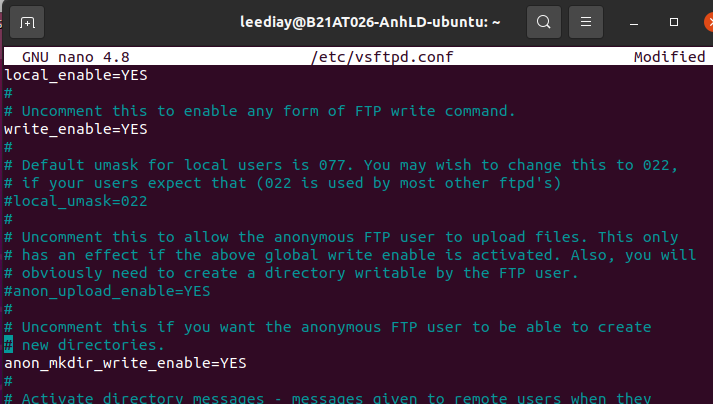 leediay@B21AT026-AnhLD-ubuntu: ~
GNU nano 4.8 /etc/vsftpd.conf Modified
local_enable=YES
#
# Uncomment this to enable any form of FTP write command.
write_enable=YES
#
# Default umask for local users is 077. You may wish to change this to 022,
# if your users expect that (022 is used by most other ftpd's)
#local_umask=022
#
# Uncomment this to allow the anonymous FTP user to upload files. This only
# has an effect if the above global write enable is activated. Also, you will
# obviously need to create a directory writable by the FTP user.
#anon_upload_enable=YES
#
# Uncomment this if you want the anonymous FTP user to be able to create
# new directories.
anon_mkdir_write_enable=YES
#
# Activate directory messages - messages given to remote users when they